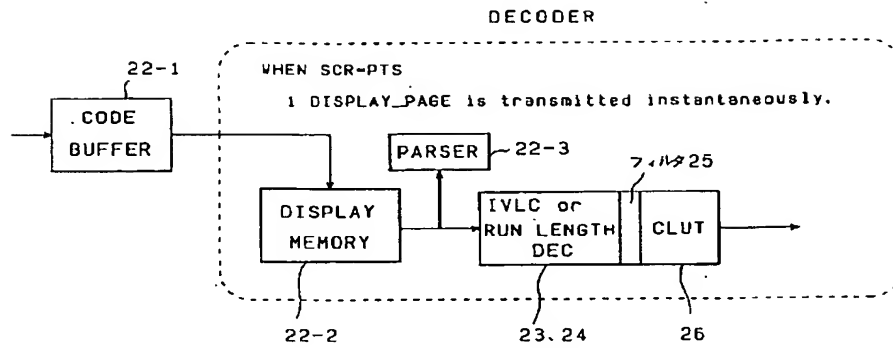 DECODER
WHEN SCR=PTS
1 DISPLAY_PAGE is transmitted instantaneously.
22-1
CODE
BUFFER
PARSER
22-3
フィルタ25
DISPLAY
MEMORY
IVLC or
RUN LENGTH
DEC
CLUT
22-2
23、24
26